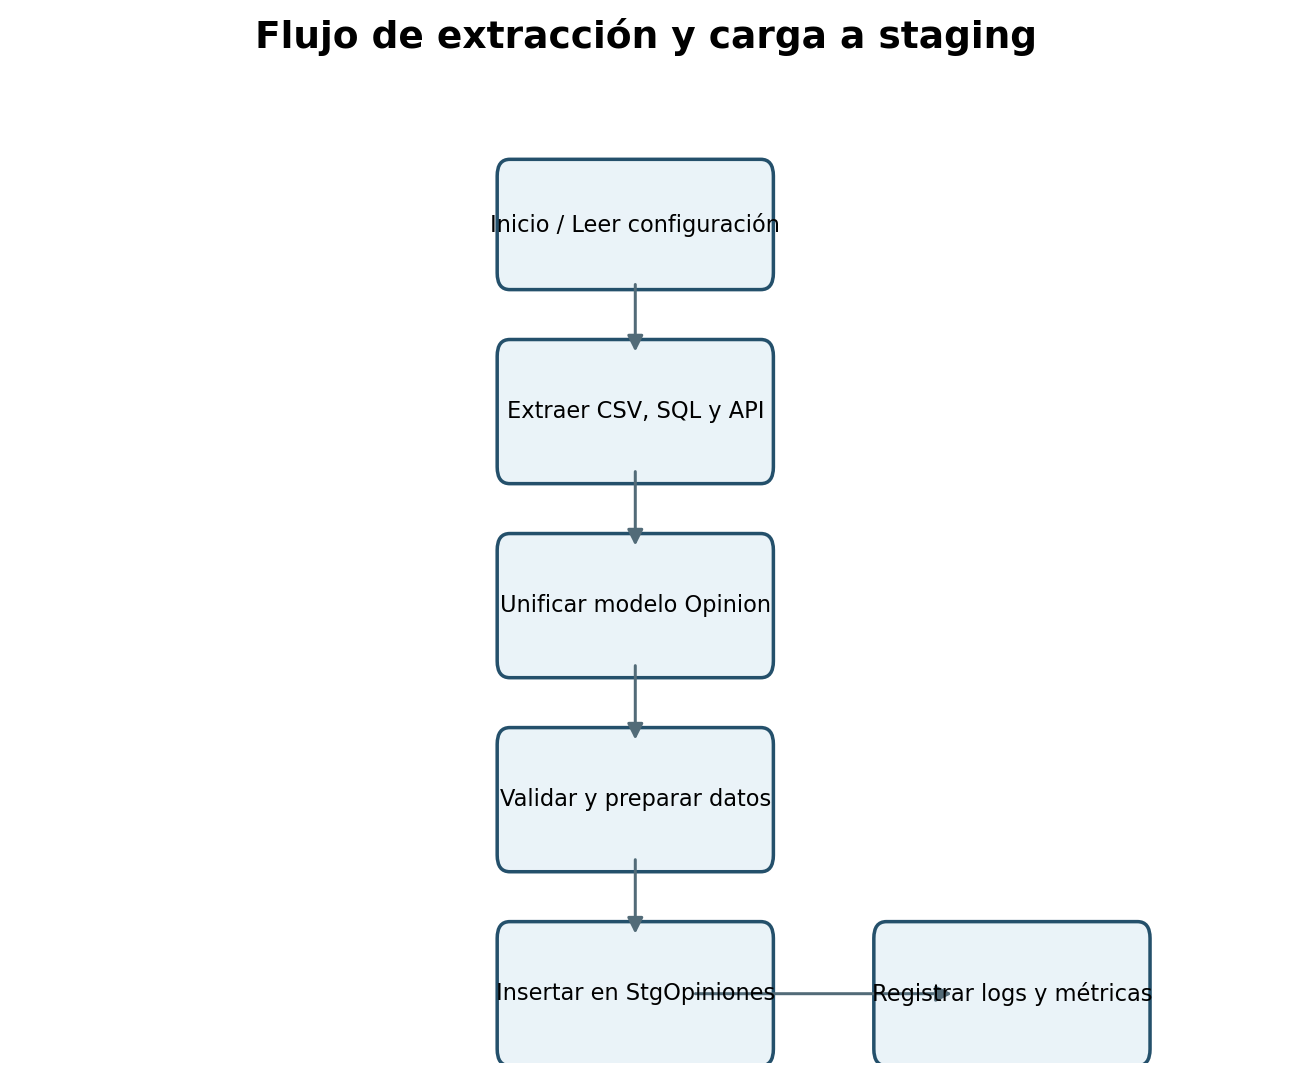 Flujo de extracción y carga a staging
Inicio / Leer configuración
Extraer CSV, SQL y API
Unificar modelo Opinion
Validar y preparar datos
Insertar en StgOpiniones
Registrar logs y métricas